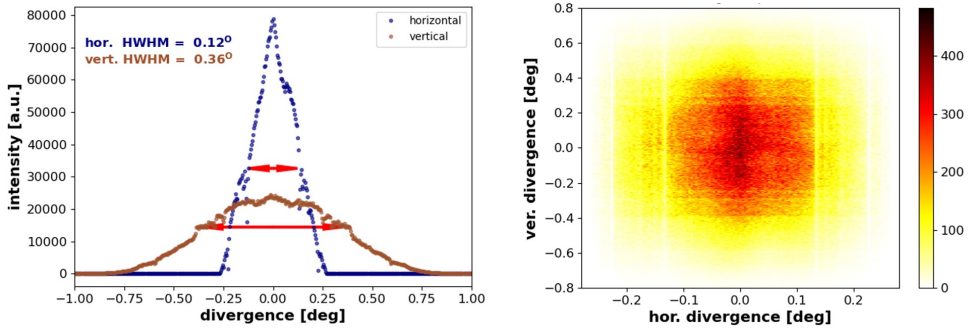 80000
70000
60000
50000
40000
30000
20000
10000
0
intensity [a.u.]
hor. HWHM = 0.12°
vert. HWHM = 0.36°
horizontal
vertical
−1.00 −0.75 −0.50 −0.25 0.00 0.25 0.50 0.75 1.00
divergence [deg]
0.8
0.6
0.4
0.2
0.0
−0.2
−0.4
−0.6
−0.8
ver. divergence [deg]
−0.2 −0.1 0.0 0.1 0.2
hor. divergence [deg]
400
300
200
100
0